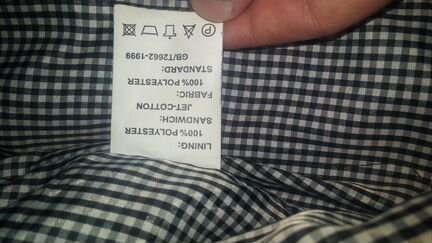 LINING:
100% POLYESTER
SANDWICH:
JET-COTTON
FABRIC:
100% POLYESTER
STANDARD:
GB/T2662-1999
P